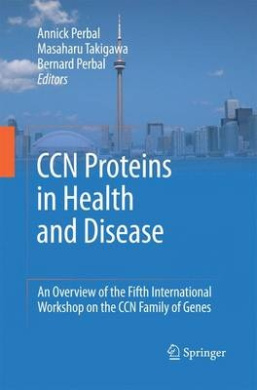 Annick Perbal
Masaharu Takigawa
Bernard Perbal
Editors
CCN Proteins
in Health
and Disease
An Overview of the Fifth International
Workshop on the CCN Family of Genes
Springer